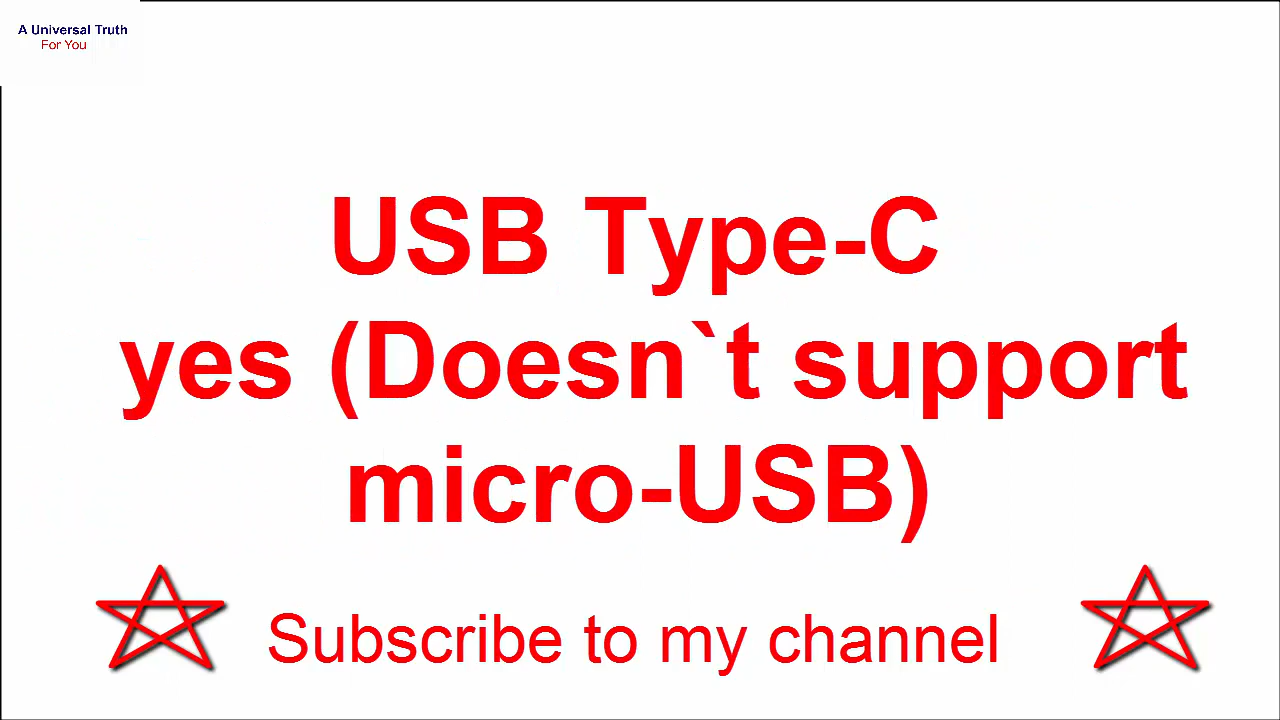 A Universal Truth
For You
USB Type-C
yes (Doesn`t support
micro-USB)
Subscribe to my channel